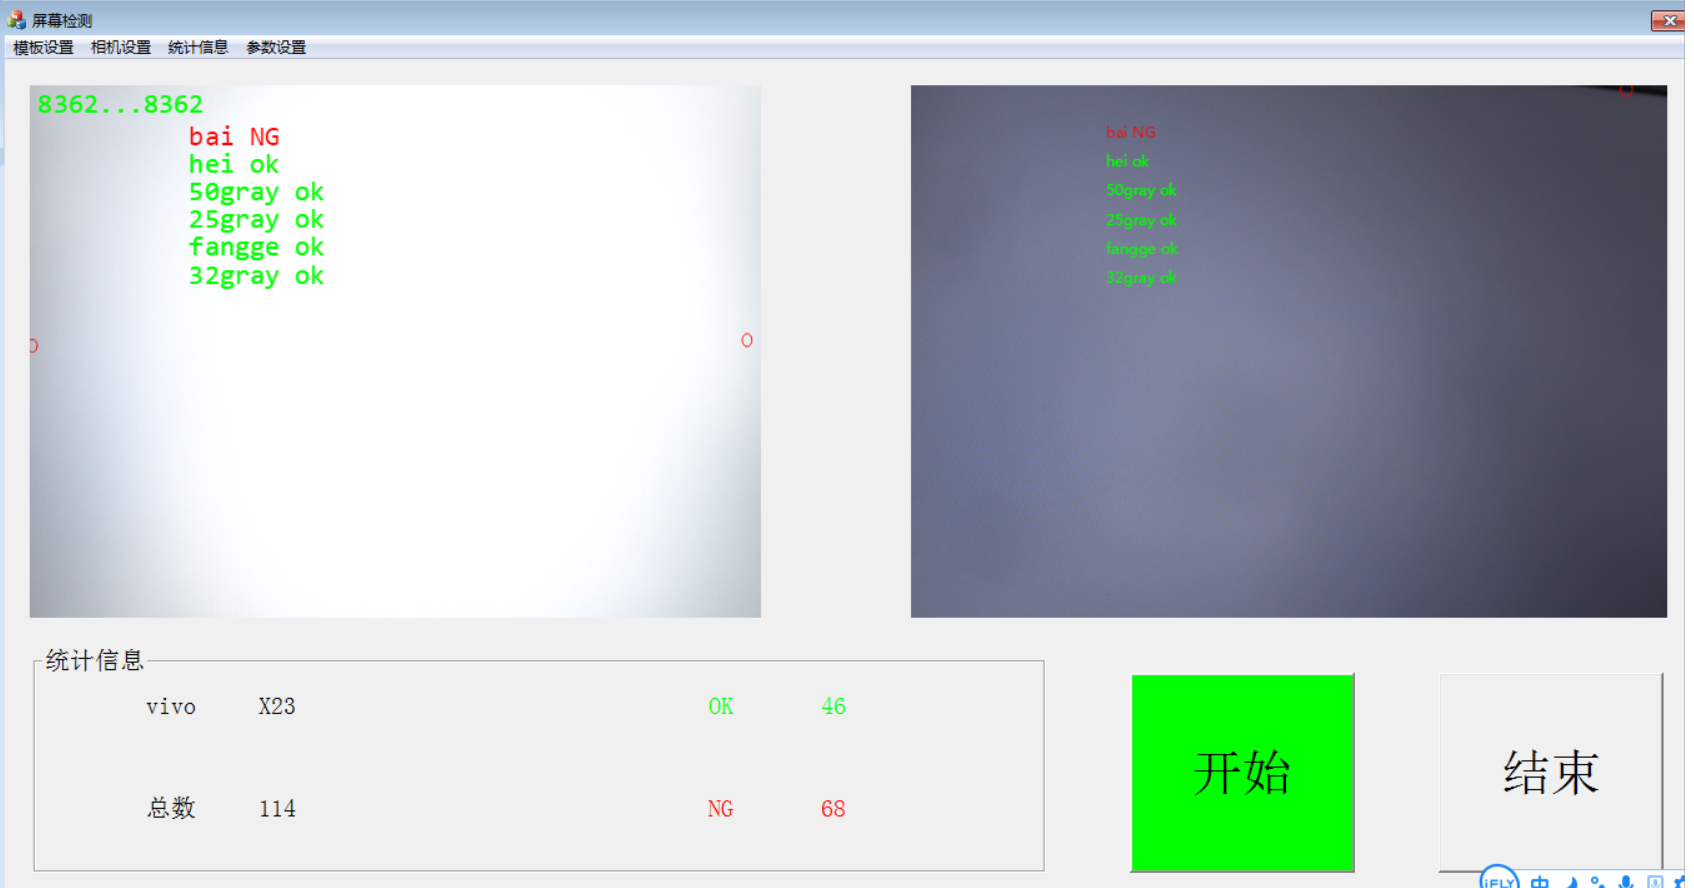 屏幕检测
模板设置 相机设置 统计信息 参数设置
8362...8362
bai NG
hei ok
50gray ok
25gray ok
fangge ok
32gray ok
bai NG
hei ok
50gray ok
25gray ok
fangge ok
32gray ok
统计信息
vivo X23 OK 46
总数 114 NG 68
开始
结束
iFLY 中